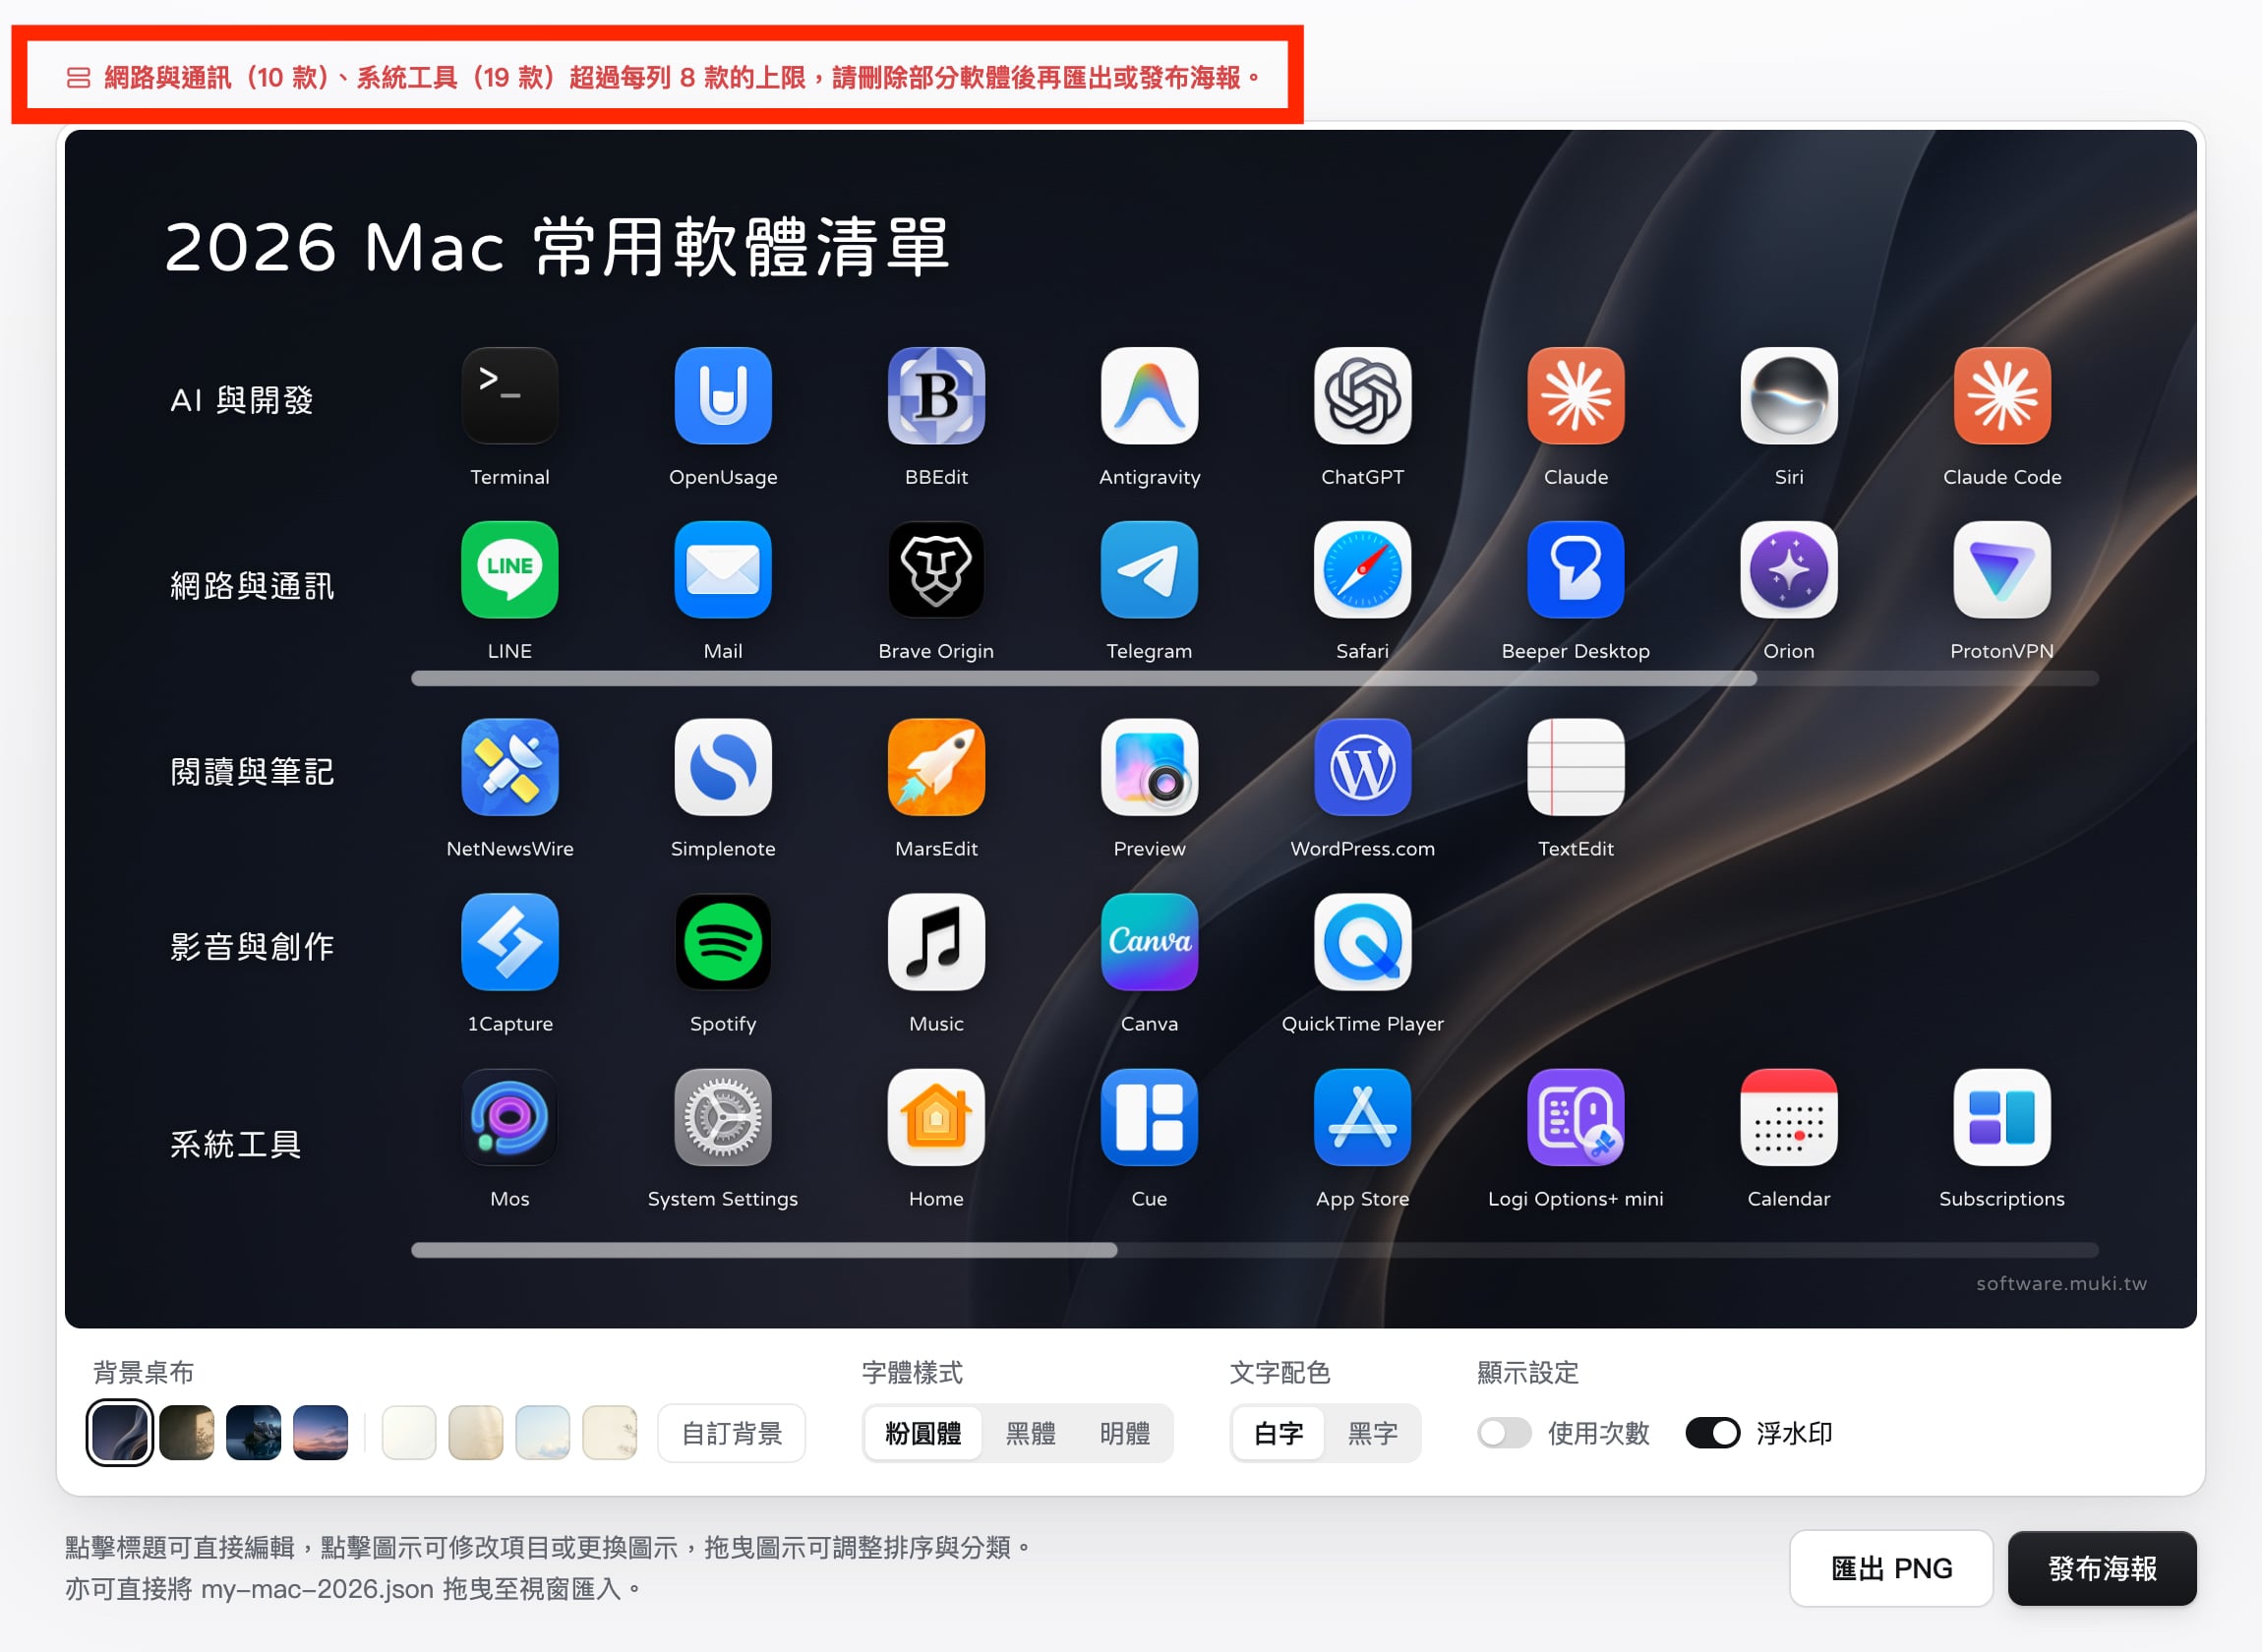 網路與通訊（10 款）、系統工具（19 款）超過每列 8 款的上限，請刪除部分軟體後再匯出或發布海報。
2026 Mac 常用軟體清單
AI 與開發
>_
B
Terminal
OpenUsage
BBEdit
Antigravity
ChatGPT
Claude
Siri
Claude Code
網路與通訊
LINE
LINE
Mail
Brave Origin
Telegram
Safari
Beeper Desktop
Orion
ProtonVPN
閱讀與筆記
W
NetNewsWire
Simplenote
MarsEdit
Preview
WordPress.com
TextEdit
影音與創作
Canva
1Capture
Spotify
Music
Canva
QuickTime Player
系統工具
Mos
System Settings
Home
Cue
App Store
Logi Options+ mini
Calendar
Subscriptions
software.muki.tw
背景桌布
字體樣式
文字配色
顯示設定
自訂背景
粉圓體
黑體
明體
白字
黑字
使用次數
浮水印
點擊標題可直接編輯，點擊圖示可修改項目或更換圖示，拖曳圖示可調整排序與分類。
亦可直接將 my-mac-2026.json 拖曳至視窗匯入。
匯出 PNG
發布海報